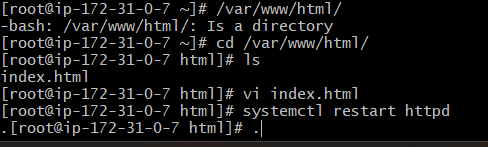 [root@ip-172-31-0-7 ~]# /var/www/html/
-bash: /var/www/html/: Is a directory
[root@ip-172-31-0-7 ~]# cd /var/www/html/
[root@ip-172-31-0-7 html]# ls
index.html
[root@ip-172-31-0-7 html]# vi index.html
[root@ip-172-31-0-7 html]# systemctl restart httpd
.[root@ip-172-31-0-7 html]# .